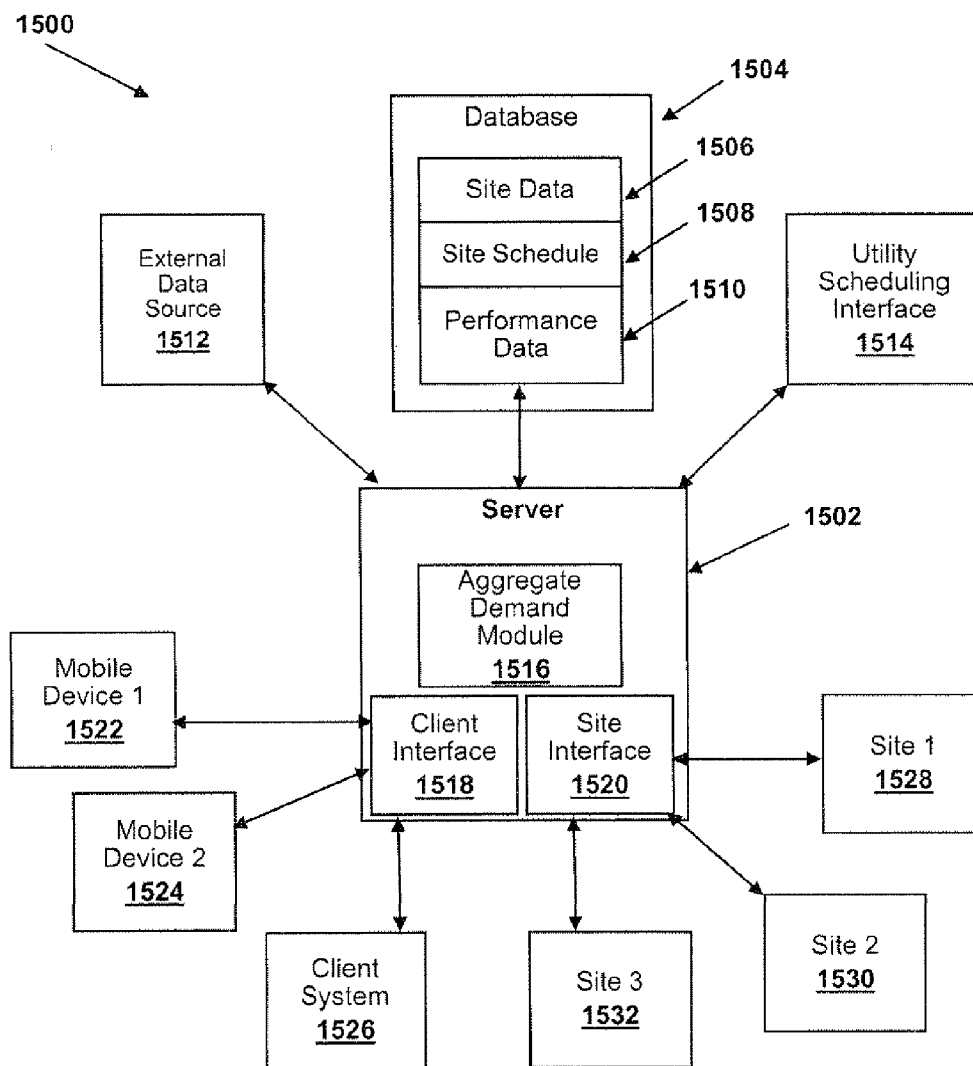 1500
1504
Database
1506
Site Data
1508
Site Schedule
1510
Performance
Data
External
Data
Source
1512
Utility
Scheduling
Interface
1514
Server
1502
Aggregate
Demand
Module
1516
Mobile
Device 1
1522
Client
Interface
1518
Site
Interface
1520
Site 1
1528
Mobile
Device 2
1524
Client
System
1526
Site 3
1532
Site 2
1530